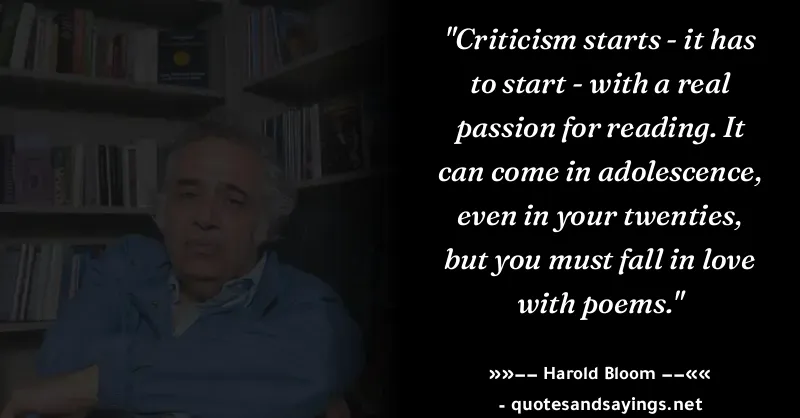 "Criticism starts - it has
to start - with a real
passion for reading. It
can come in adolescence,
even in your twenties,
but you must fall in love
with poems."
»»–– Harold Bloom ––««
- quotesandsayings.net